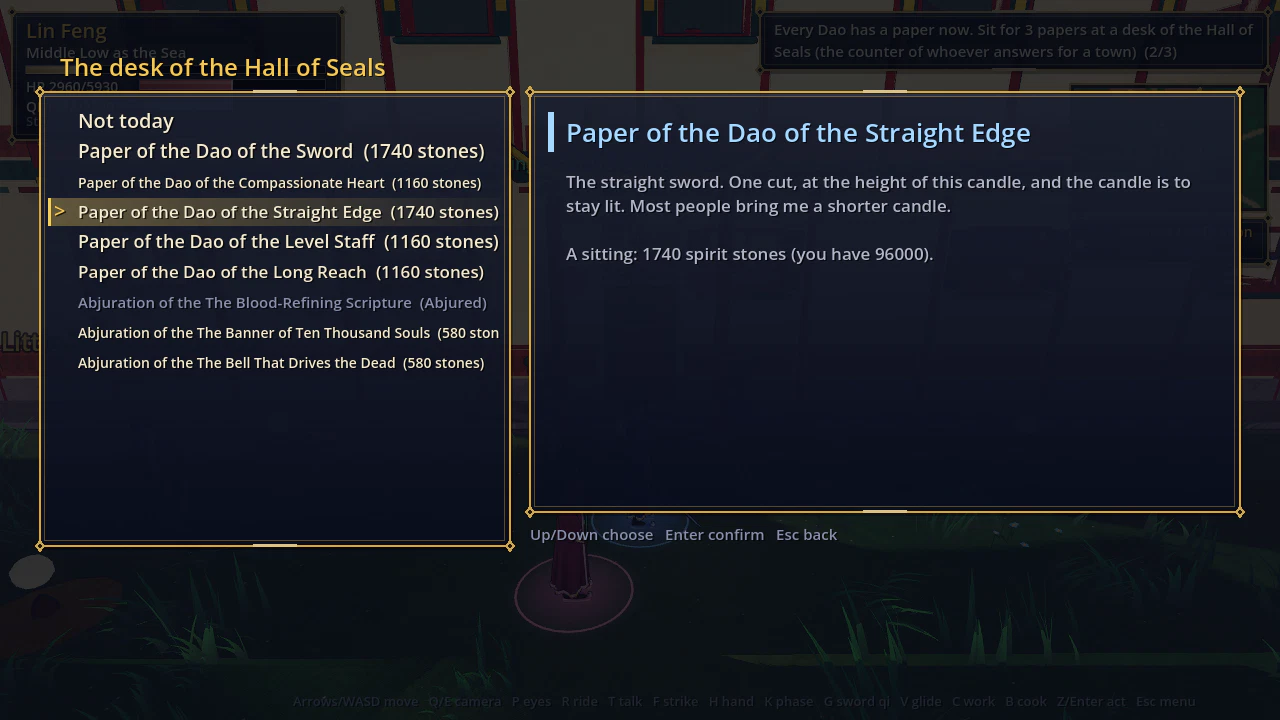 Lin Feng
Middle Low as the Sea
HP 2960/5930
Every Dao has a paper now. Sit for 3 papers at a desk of the Hall of
Seals (the counter of whoever answers for a town) (2/3)
The desk of the Hall of Seals
Not today
Paper of the Dao of the Sword (1740 stones)
Paper of the Dao of the Compassionate Heart (1160 stones)
> Paper of the Dao of the Straight Edge (1740 stones)
Paper of the Dao of the Level Staff (1160 stones)
Paper of the Dao of the Long Reach (1160 stones)
Abjuration of the The Blood-Refining Scripture (Abjured)
Abjuration of the The Banner of Ten Thousand Souls (580 ston
Abjuration of the The Bell That Drives the Dead (580 stones)
Paper of the Dao of the Straight Edge
The straight sword. One cut, at the height of this candle, and the candle is to
stay lit. Most people bring me a shorter candle.
A sitting: 1740 spirit stones (you have 96000).
Up/Down choose Enter confirm Esc back
Arrows/WASD move Q/E camera P eyes R ride T talk F strike H hand K phase G sword qi V glide C work B cook Z/Enter act Esc menu